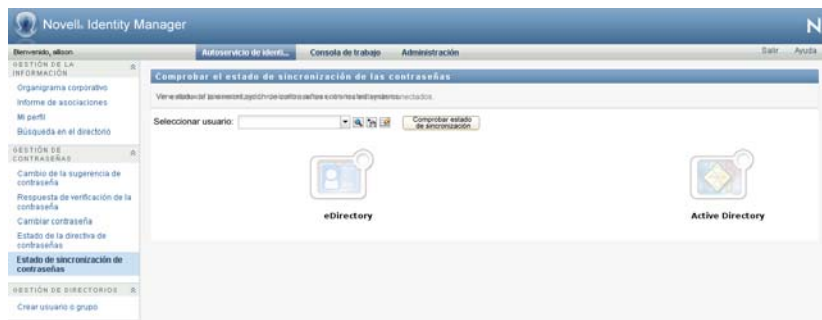 Novell® Identity Manager
N
Bienvenido, allison
Autoservicio de identi... Consola de trabajo Administración Salir Ayuda
GESTIÓN DE LA INFORMACIÓN
Organigrama corporativo
Informe de asociaciones
Mi perfil
Búsqueda en el directorio
GESTIÓN DE CONTRASEÑAS
Cambio de la sugerencia de contraseña
Respuesta de verificación de la contraseña
Cambiar contraseña
Estado de la directiva de contraseñas
Estado de sincronización de contraseñas
GESTIÓN DE DIRECTORIOS
Crear usuario o grupo
Comprobar el estado de sincronización de las contraseñas
Seleccionar usuario:
Comprobar estado de sincronización
eDirectory
Active Directory